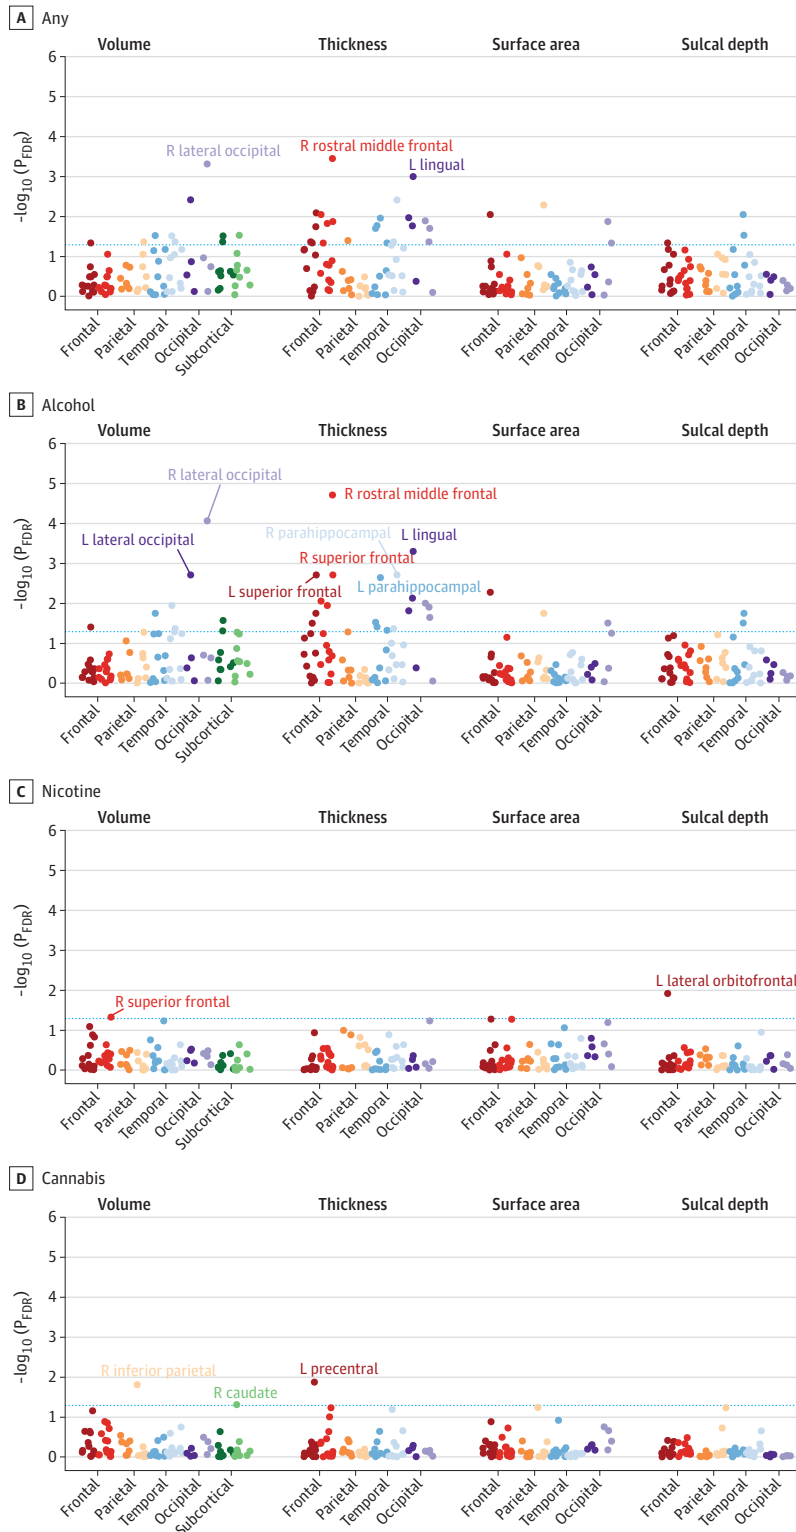 A Any
Volume Thickness Surface area Sulcal depth
-log10 (PFDR)
6
5
4
3
2
1
0
R lateral occipital
R rostral middle frontal
L lingual
Frontal Parietal Temporal Occipital Subcortical Frontal Parietal Temporal Occipital Frontal Parietal Temporal Occipital Frontal Parietal Temporal Occipital
B Alcohol
Volume Thickness Surface area Sulcal depth
-log10 (PFDR)
6
5
4
3
2
1
0
R lateral occipital
R rostral middle frontal
L lateral occipital
R parahippocampal
L lingual
R superior frontal
L superior frontal
L parahippocampal
Frontal Parietal Temporal Occipital Subcortical Frontal Parietal Temporal Occipital Frontal Parietal Temporal Occipital Frontal Parietal Temporal Occipital
C Nicotine
Volume Thickness Surface area Sulcal depth
-log10 (PFDR)
6
5
4
3
2
1
0
R superior frontal
L lateral orbitofrontal
Frontal Parietal Temporal Occipital Subcortical Frontal Parietal Temporal Occipital Frontal Parietal Temporal Occipital Frontal Parietal Temporal Occipital
D Cannabis
Volume Thickness Surface area Sulcal depth
-log10 (PFDR)
6
5
4
3
2
1
0
R inferior parietal
R caudate
L precentral
Frontal Parietal Temporal Occipital Subcortical Frontal Parietal Temporal Occipital Frontal Parietal Temporal Occipital Frontal Parietal Temporal Occipital